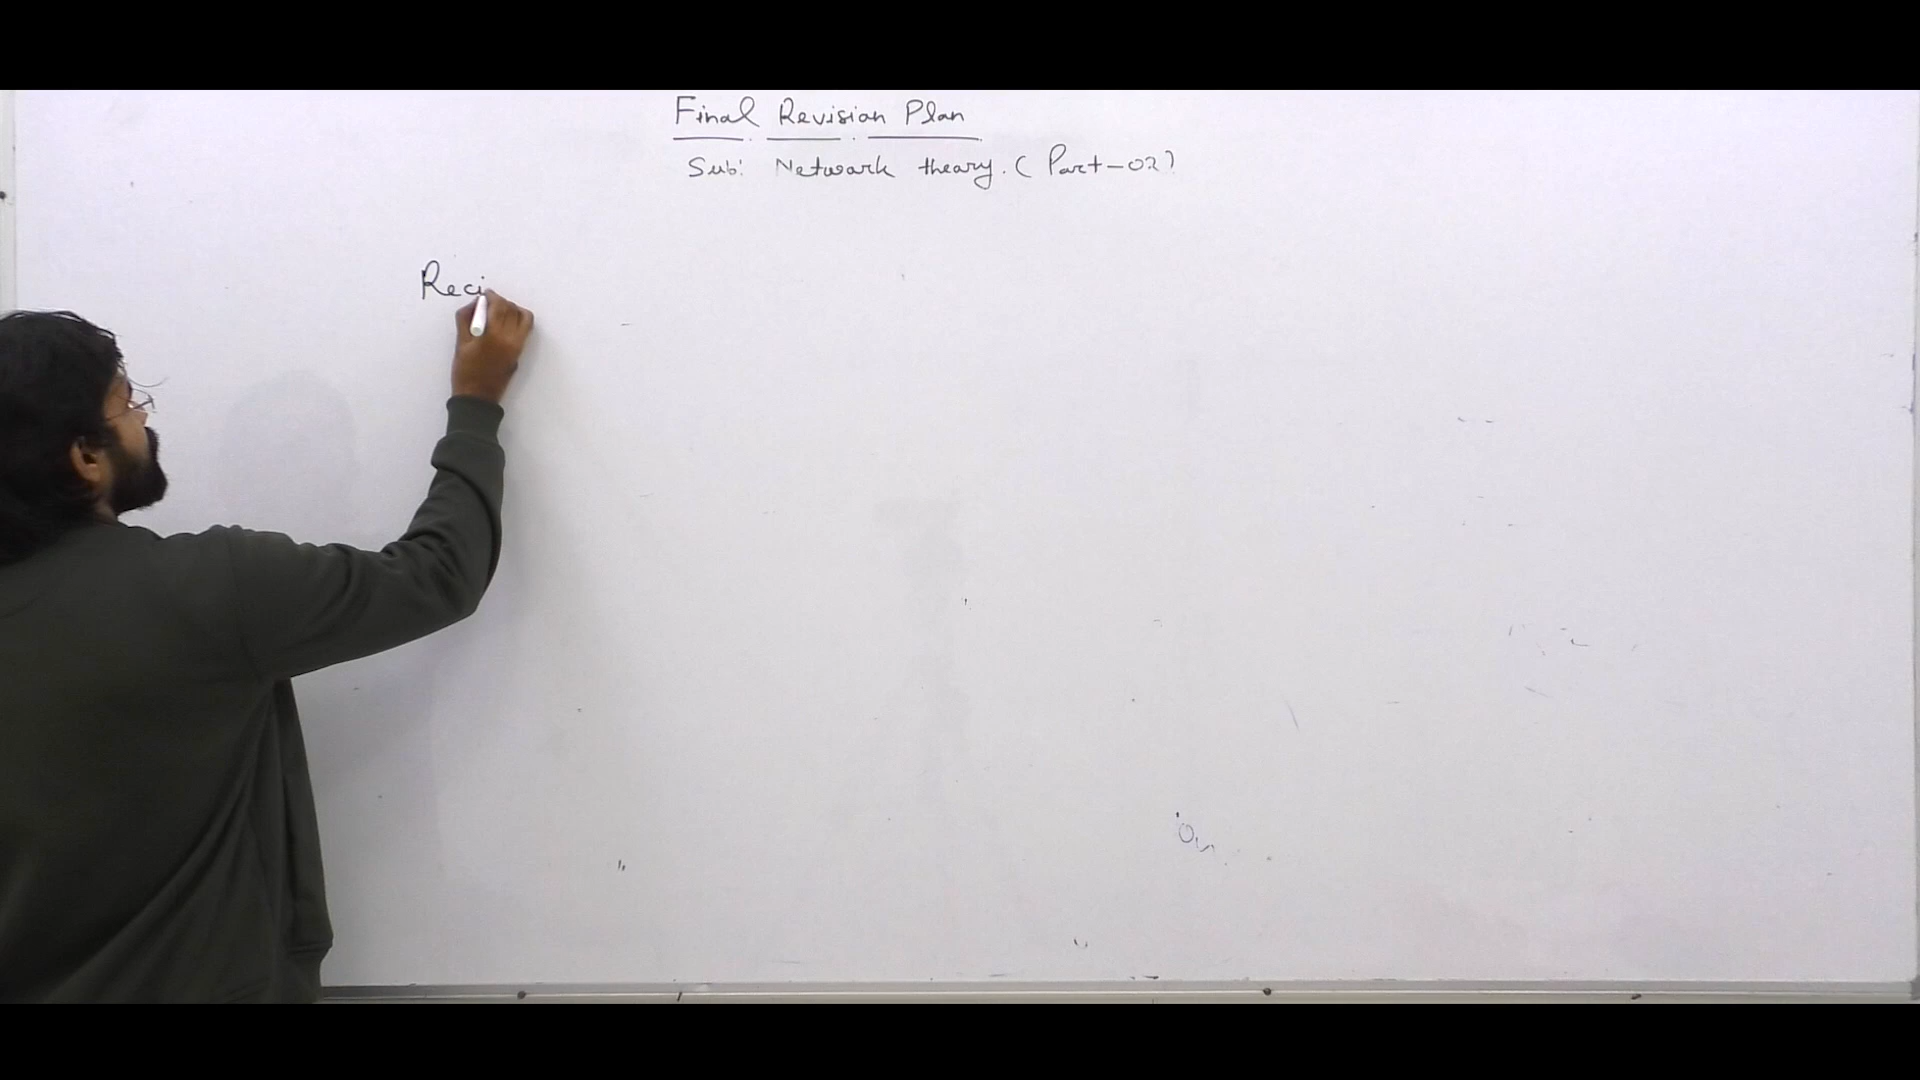 Final Revision Plan
Sub: Network theory. (Part-02)
Reci